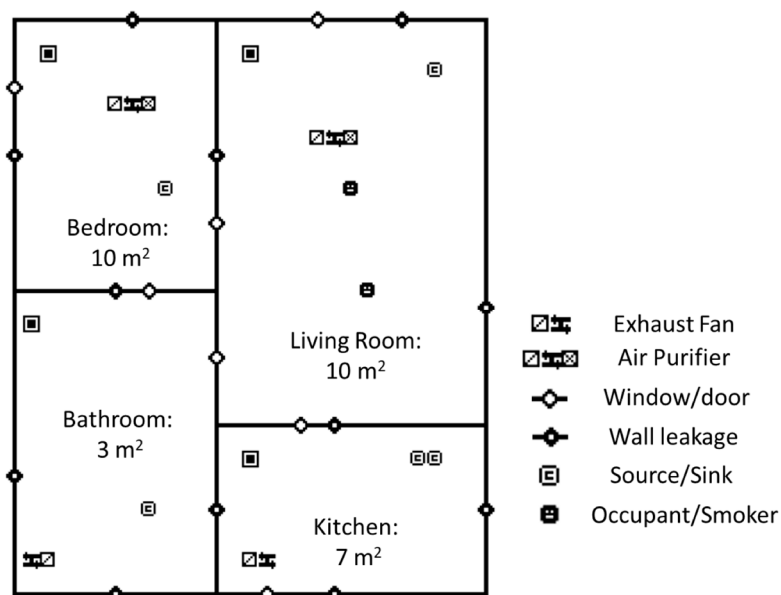 Bedroom:
10 m²
Living Room:
10 m²
Bathroom:
3 m²
Kitchen:
7 m²
Exhaust Fan
Air Purifier
Window/door
Wall leakage
Source/Sink
Occupant/Smoker